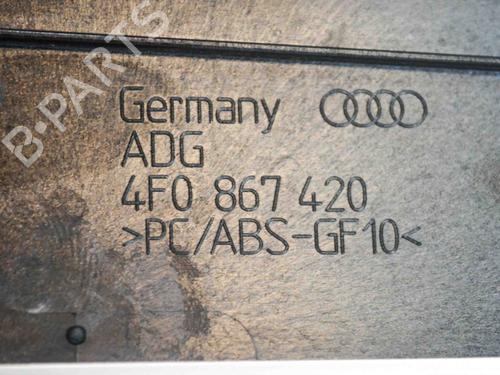 B-PARTS
Germany
ADG
4F0 867 420
>PC/ABS-GF10<